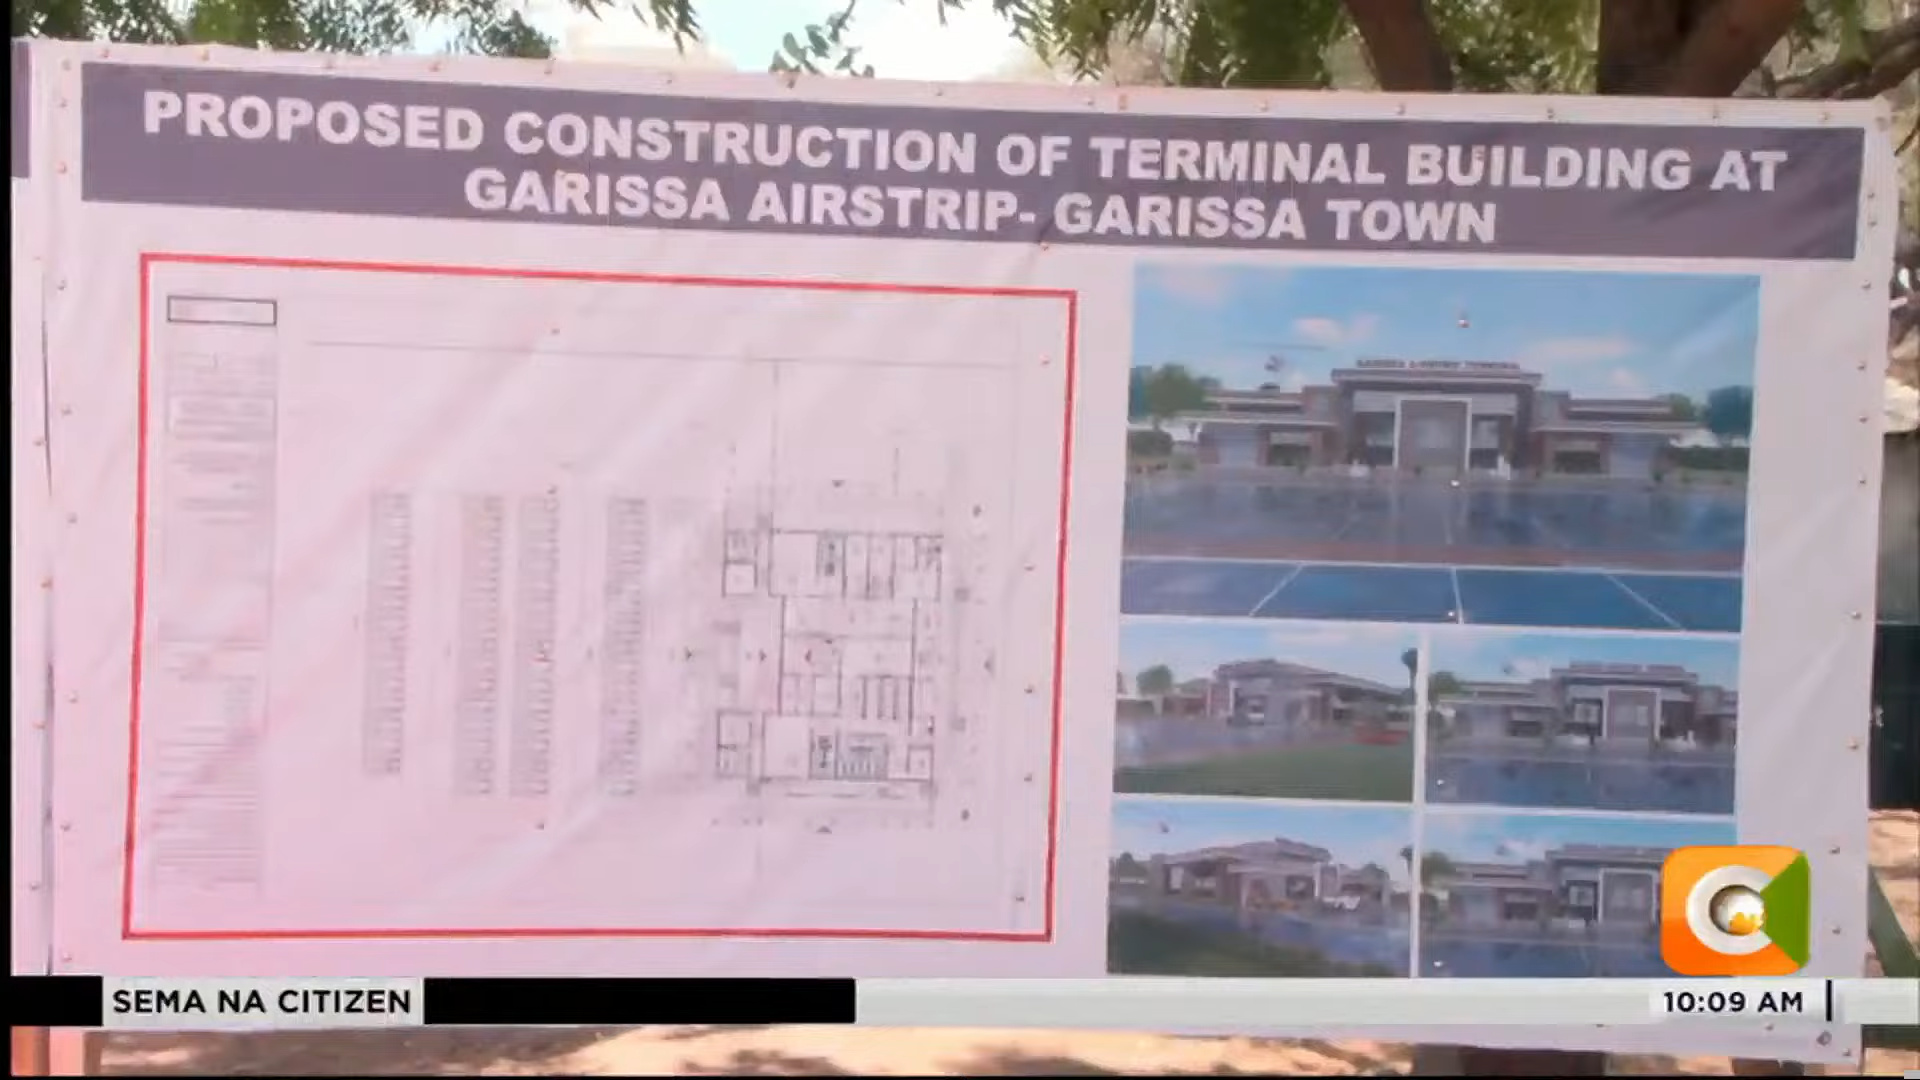 PROPOSED CONSTRUCTION OF TERMINAL BUILDING AT
GARISSA AIRSTRIP- GARISSA TOWN
SEMA NA CITIZEN
10:09 AM